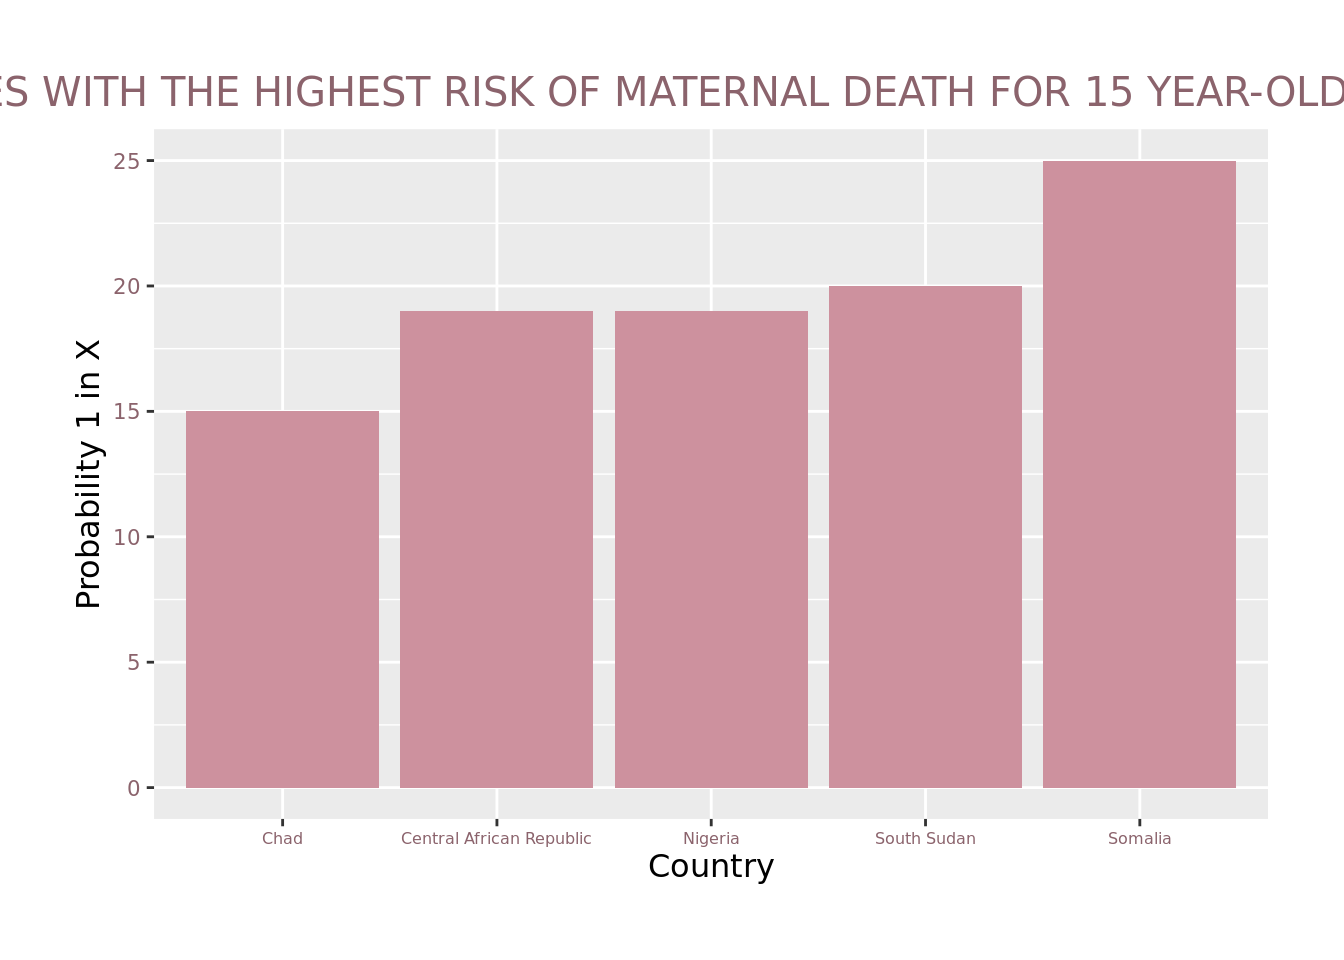 WITH THE HIGHEST RISK OF MATERNAL DEATH FOR 15 YEAR-OLD
25
20
15
10
5
0
Probability 1 in X
Chad Central African Republic Nigeria South Sudan Somalia
Country